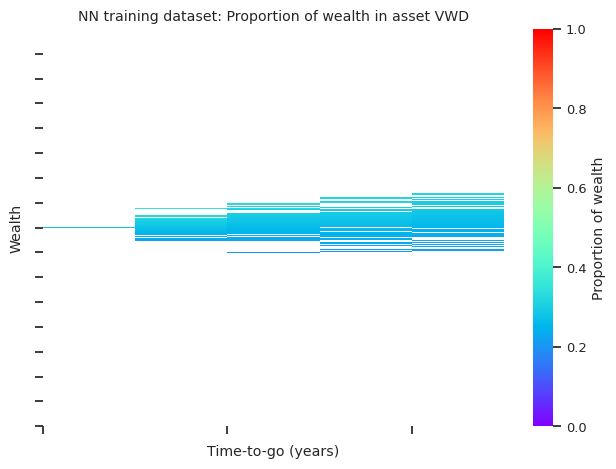 NN training dataset: Proportion of wealth in asset VWD
1.0
0.8
0.6
0.4
0.2
0.0
Proportion of wealth
Wealth
Time-to-go (years)